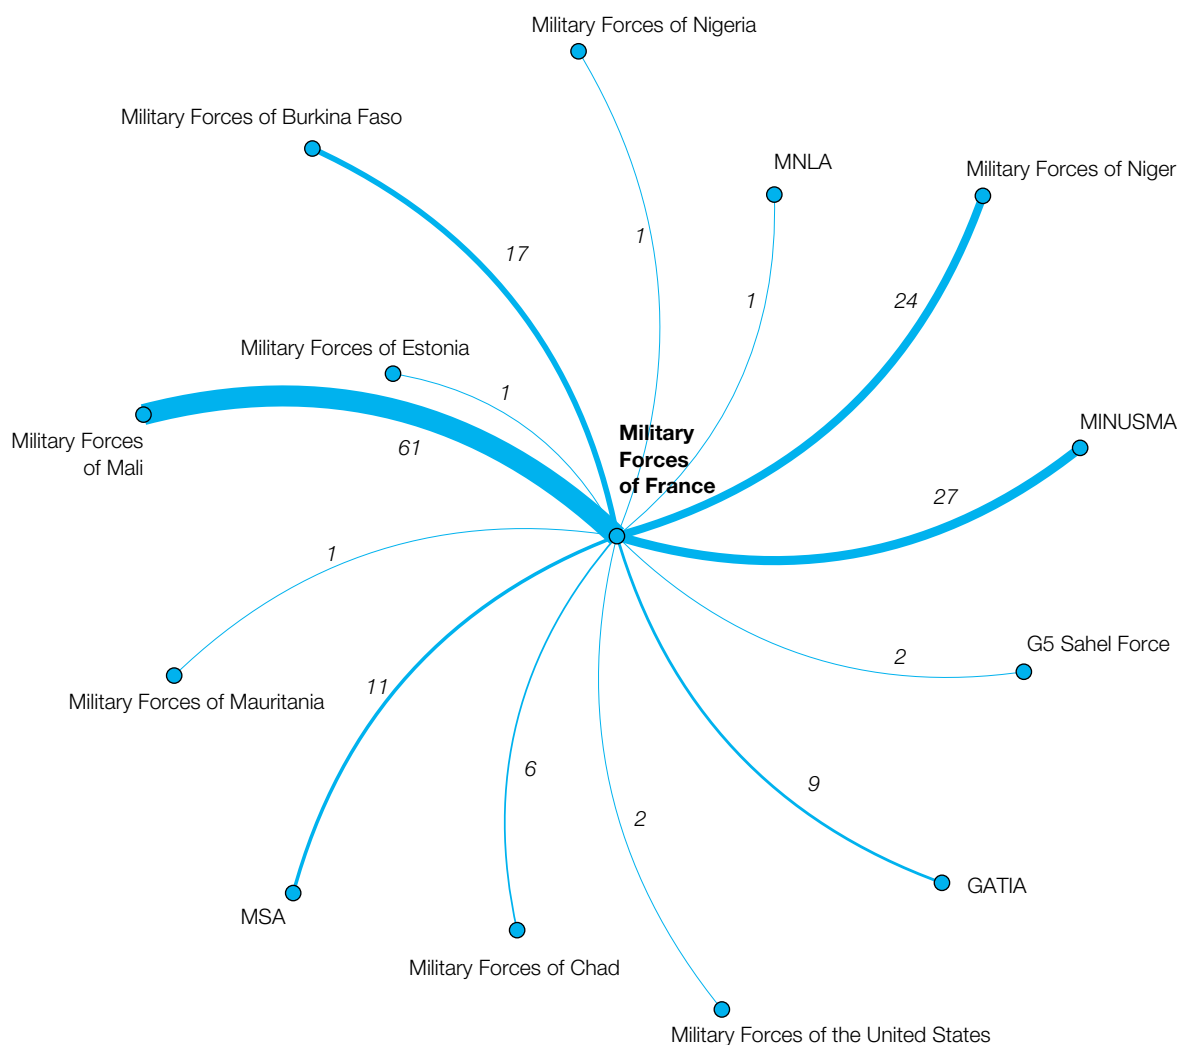 Military Forces of Nigeria
Military Forces of Burkina Faso
MNLA
Military Forces of Niger
1
17
1
24
Military Forces of Estonia
1
Military Forces
of Mali
61
Military
Forces
of France
MINUSMA
27
1
Military Forces of Mauritania
G5 Sahel Force
2
11
6
9
2
MSA
GATIA
Military Forces of Chad
Military Forces of the United States